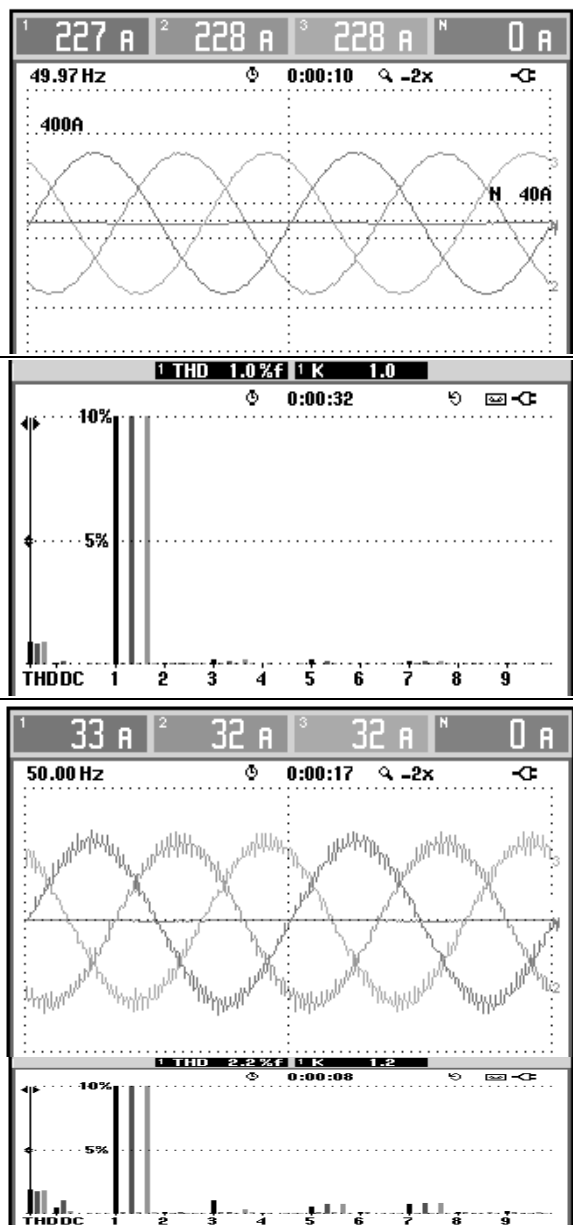 1 227 A 2 228 A 3 228 A N 0 A
49.97 Hz 0:00:10 -2x
400A
3
N 40A
2
1 THD 1.0 %f 1 K 1.0
0:00:32
10%
5%
THD DC 1 2 3 4 5 6 7 8 9
1 33 A 2 32 A 3 32 A N 0 A
50.00 Hz 0:00:17 -2x
3
2
1 THD 2.2 %f 1 K 1.2
0:00:08
10%
5%
THD DC 1 2 3 4 5 6 7 8 9